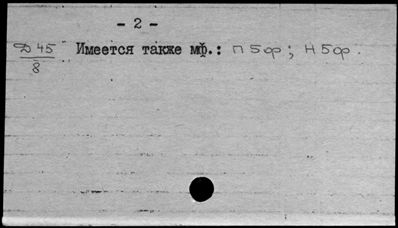 - 2 -
Д 45
8
Имеется также мф.: П 5 ф; Н 5 ф.